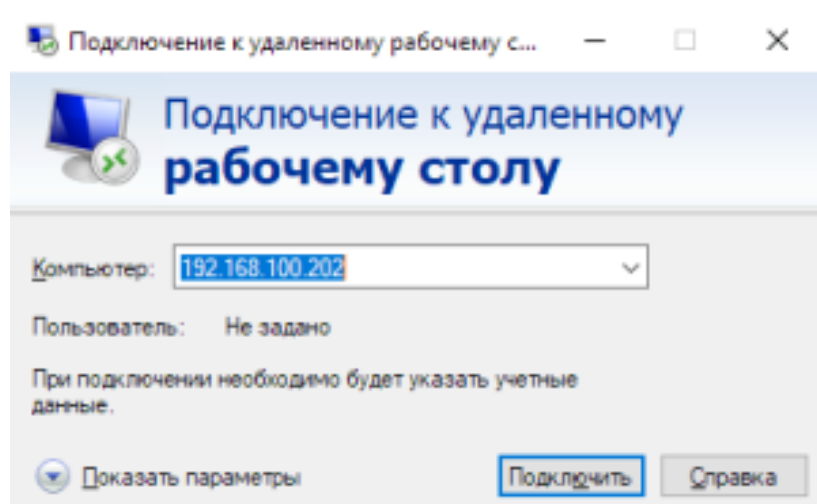 Подключение к удаленному рабочему с...
Подключение к удаленному
рабочему столу
Компьютер: 192.168.100.202
Пользователь: Не задано
При подключении необходимо будет указать учетные
данные.
Показать параметры Подключить Справка